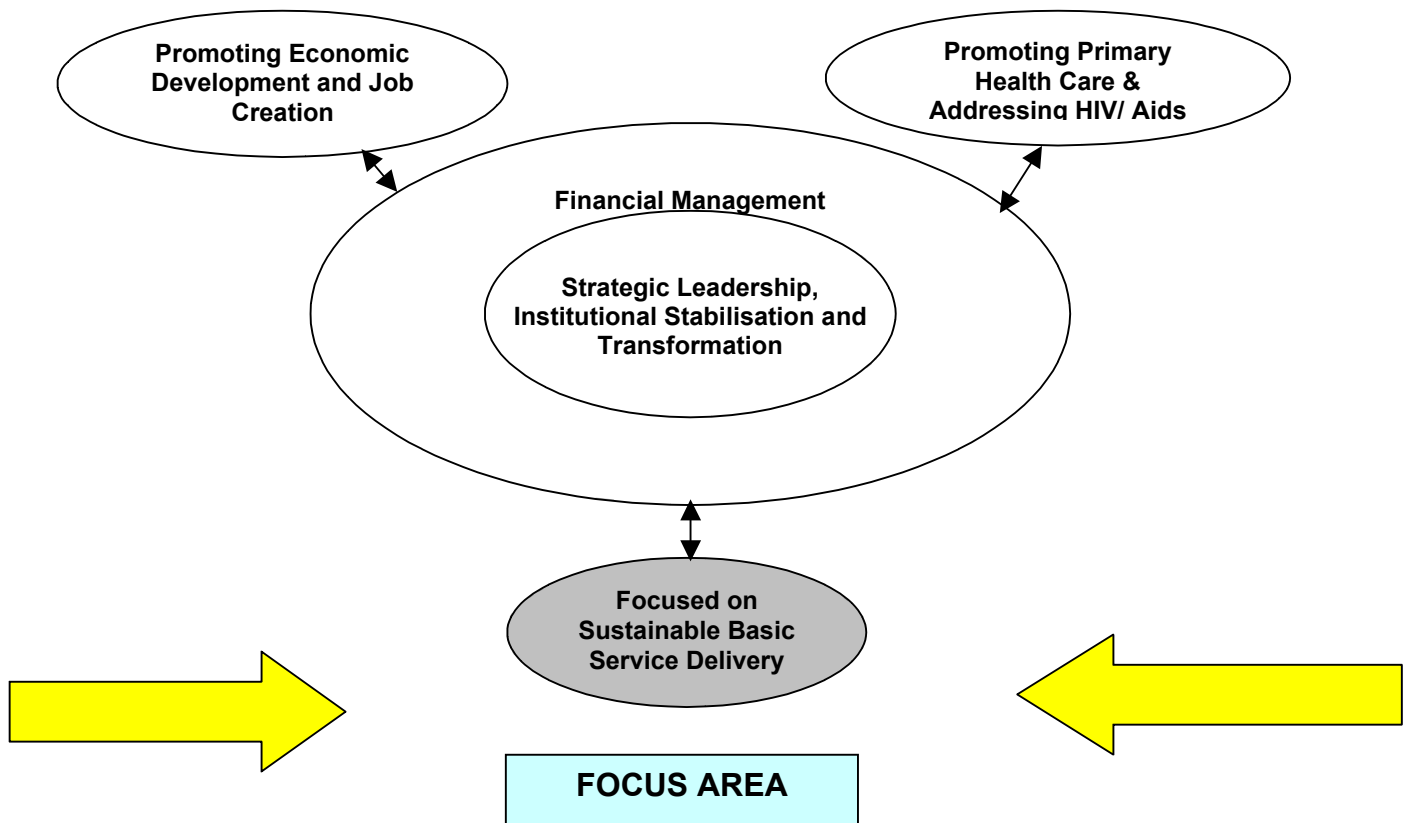 Promoting Economic
Development and Job
Creation
Promoting Primary
Health Care &
Addressing HIV/ Aids
Financial Management
Strategic Leadership,
Institutional Stabilisation and
Transformation
Focused on
Sustainable Basic
Service Delivery
FOCUS AREA